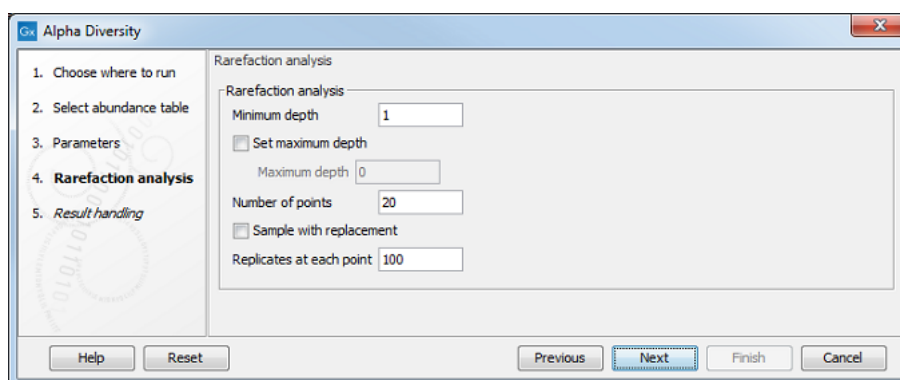 Gx Alpha Diversity
1. Choose where to run
2. Select abundance table
3. Parameters
4. Rarefaction analysis
5. Result handling
Rarefaction analysis
Rarefaction analysis
Minimum depth 1
Set maximum depth
Maximum depth 0
Number of points 20
Sample with replacement
Replicates at each point 100
Help Reset Previous Next Finish Cancel